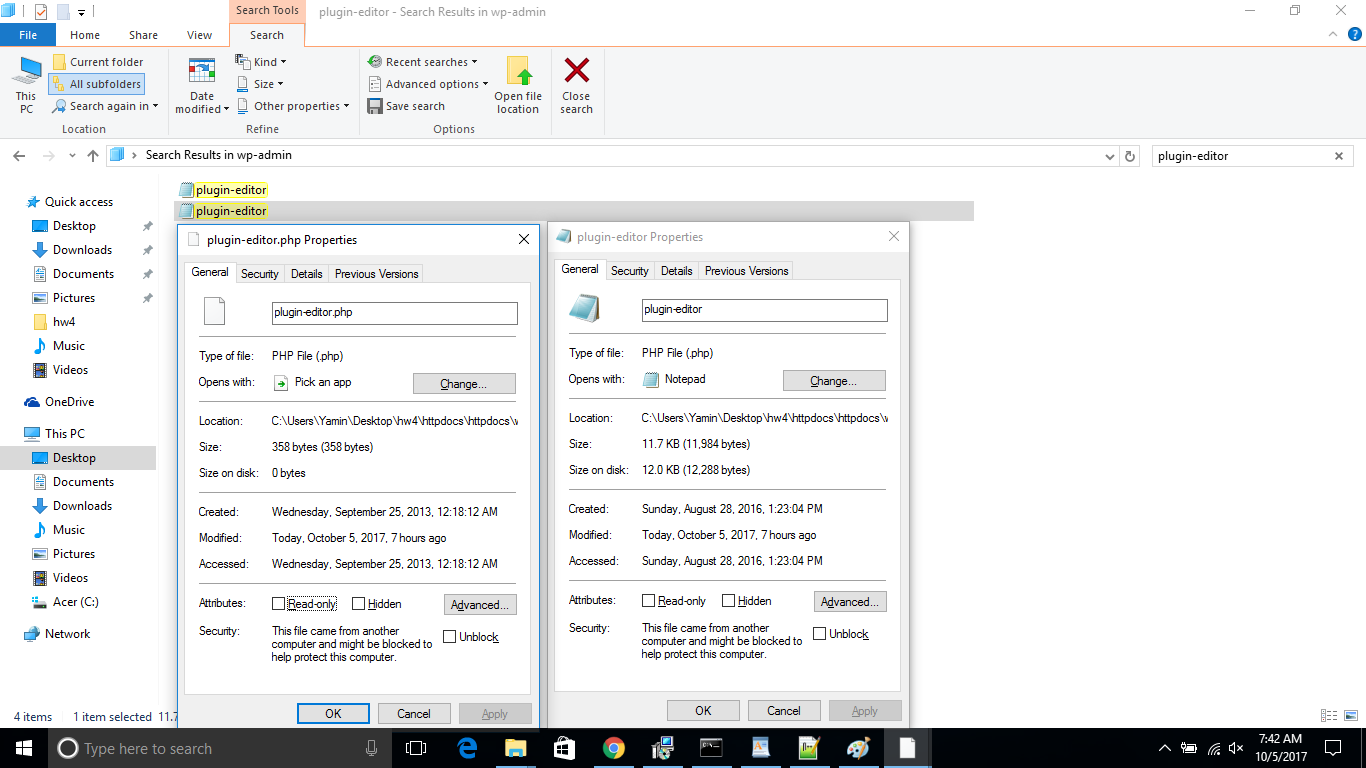 Search Tools
plugin-editor - Search Results in wp-admin
File
Home
Share
View
Search
This PC
Current folder
All subfolders
Search again in
Location
Date modified
Kind
Size
Other properties
Refine
Recent searches
Advanced options
Save search
Open file location
Options
Close search
Search Results in wp-admin
plugin-editor
Quick access
Desktop
Downloads
Documents
Pictures
hw4
Music
Videos
OneDrive
This PC
Desktop
Documents
Downloads
Music
Pictures
Videos
Acer (C:)
Network
plugin-editor
plugin-editor
plugin-editor.php Properties
General
Security
Details
Previous Versions
plugin-editor.php
Type of file: PHP File (.php)
Opens with: Pick an app
Change...
Location: C:\Users\Yamin\Desktop\hw4\httpdocs\httpdocs\w
Size: 358 bytes (358 bytes)
Size on disk: 0 bytes
Created: Wednesday, September 25, 2013, 12:18:12 AM
Modified: Today, October 5, 2017, 7 hours ago
Accessed: Wednesday, September 25, 2013, 12:18:12 AM
Attributes: Read-only Hidden Advanced...
Security: This file came from another
computer and might be blocked to
help protect this computer.
Unblock
OK
Cancel
Apply
plugin-editor Properties
General
Security
Details
Previous Versions
plugin-editor
Type of file: PHP File (.php)
Opens with: Notepad
Change...
Location: C:\Users\Yamin\Desktop\hw4\httpdocs\httpdocs\w
Size: 11.7 KB (11,984 bytes)
Size on disk: 12.0 KB (12,288 bytes)
Created: Sunday, August 28, 2016, 1:23:04 PM
Modified: Today, October 5, 2017, 7 hours ago
Accessed: Sunday, August 28, 2016, 1:23:04 PM
Attributes: Read-only Hidden Advanced...
Security: This file came from another
computer and might be blocked to
help protect this computer.
Unblock
OK
Cancel
Apply
4 items
1 item selected 11.7
Type here to search
7:42 AM
10/5/2017